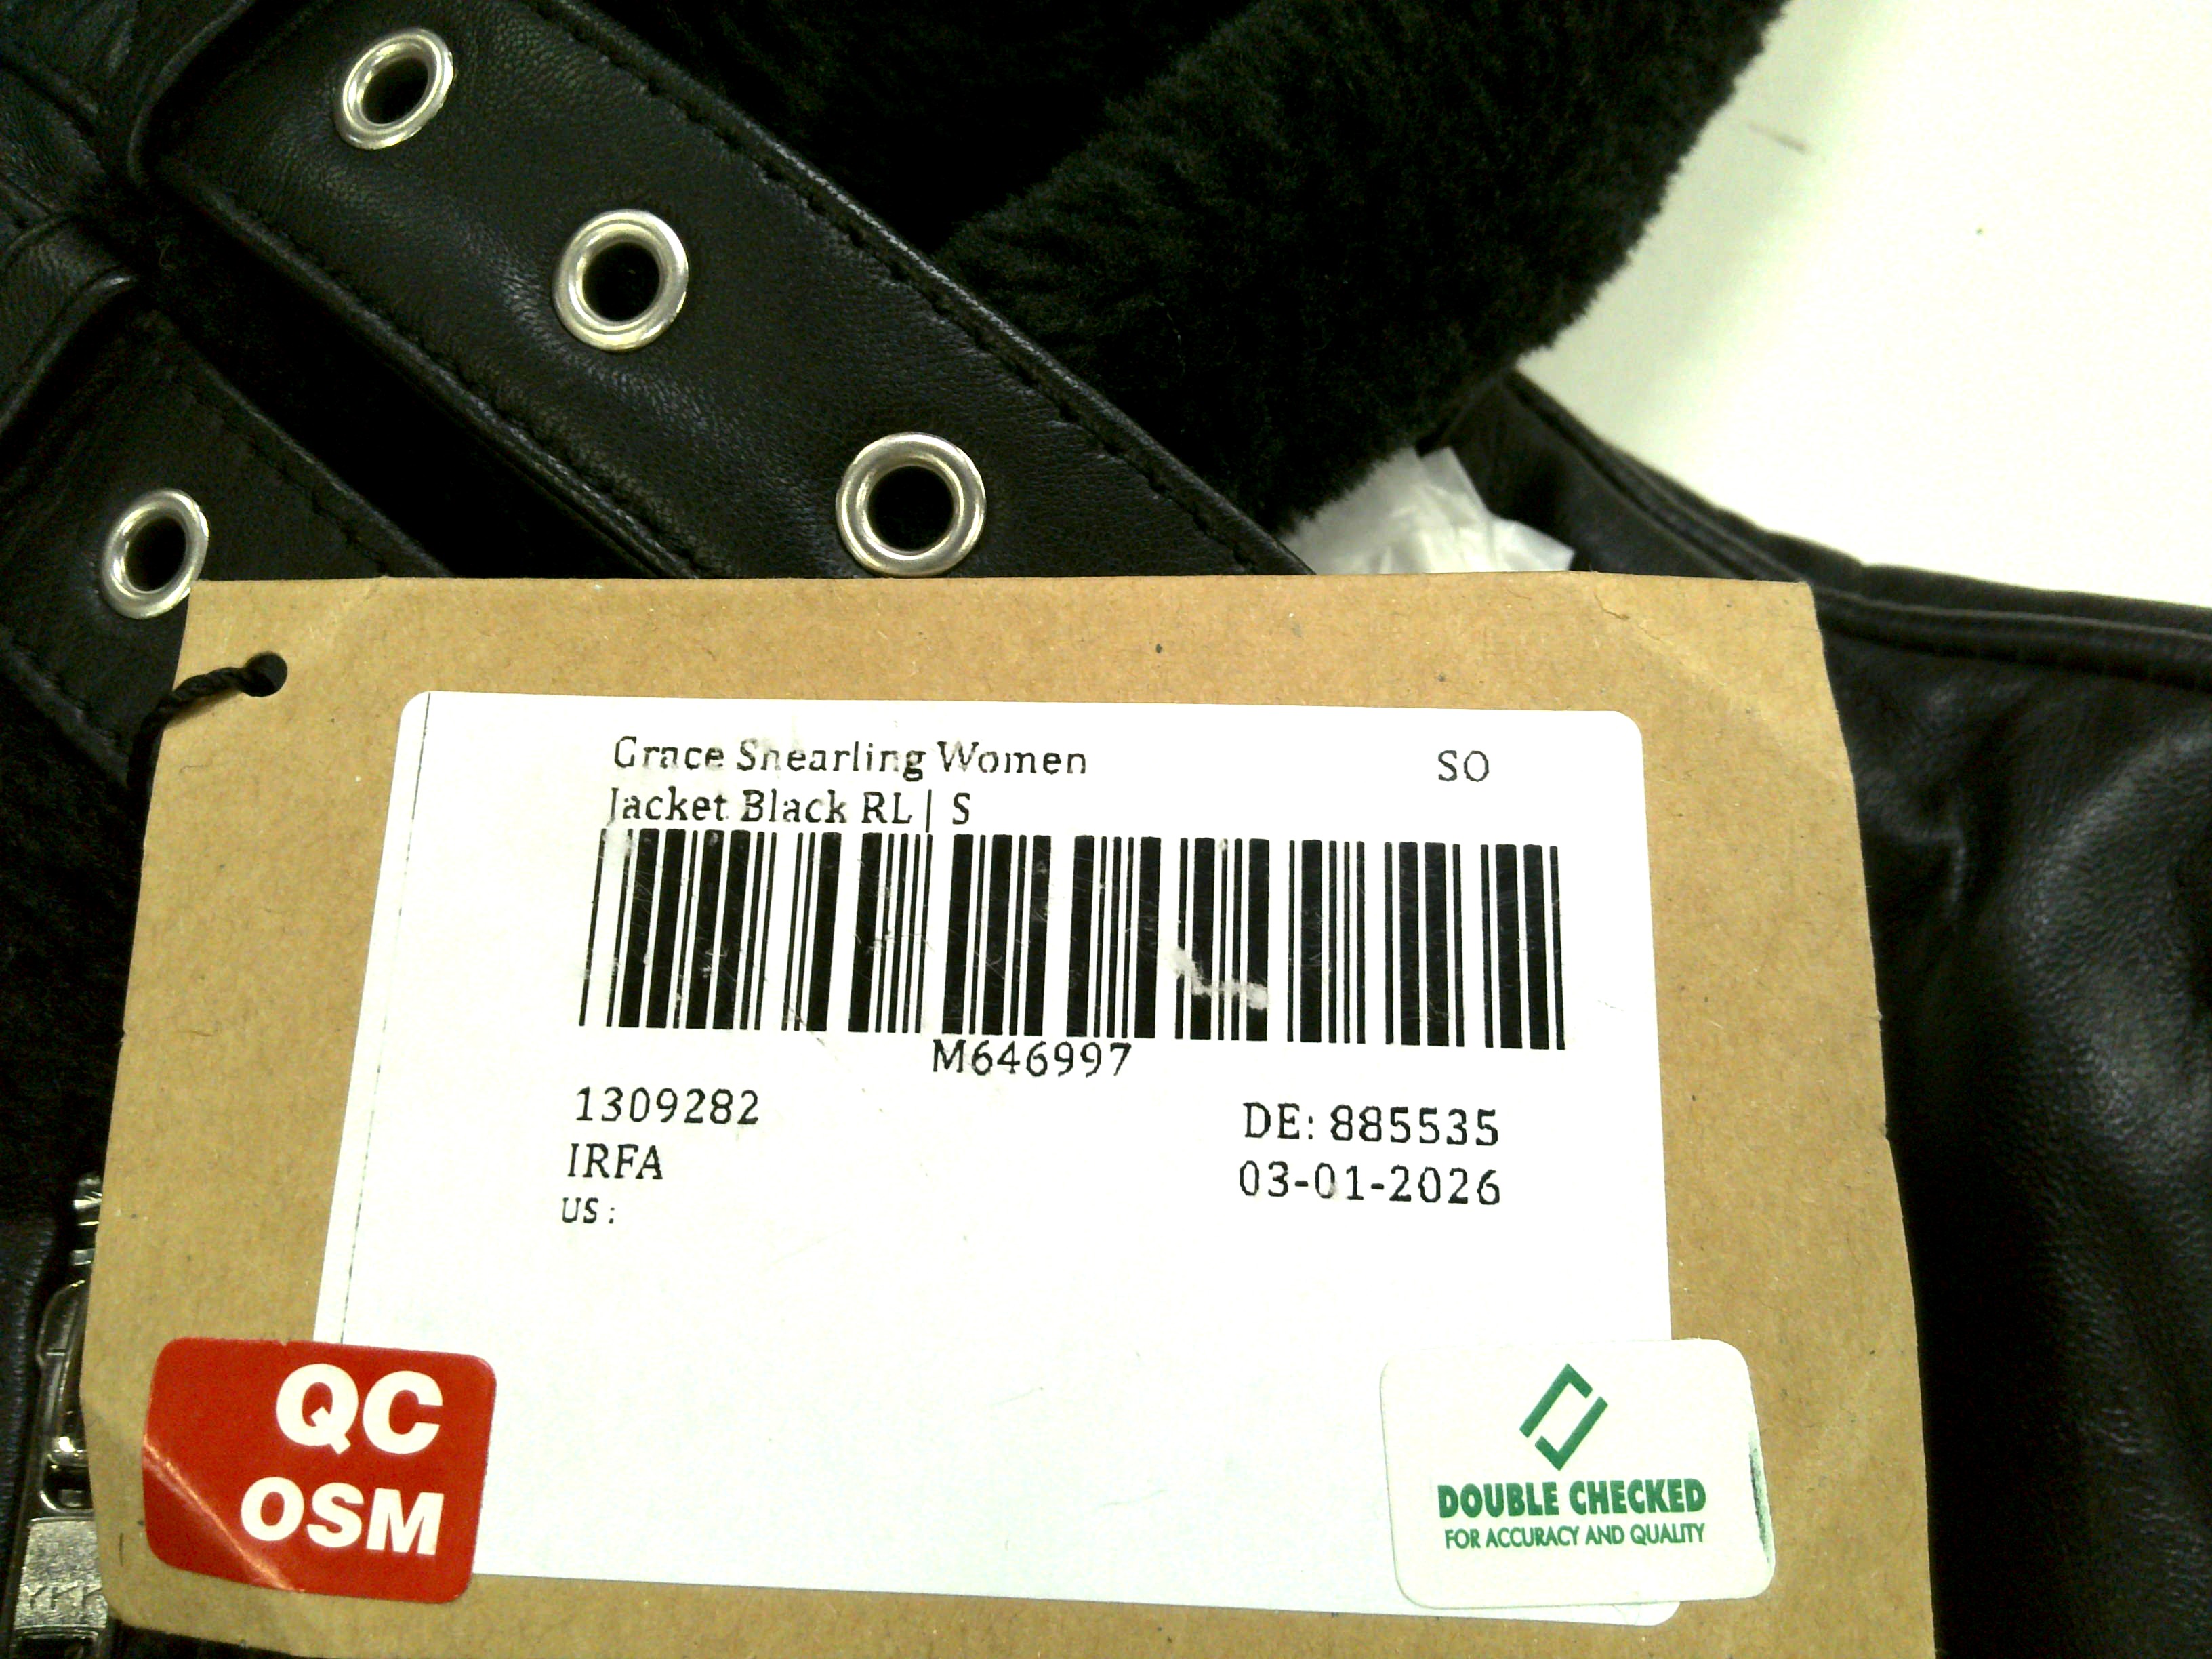 Grace Shearling Women SO
Jacket Black RL | S
M646997
1309282 DE: 885535
IRFA 03-01-2026
US :
QC
OSM
DOUBLE CHECKED
FOR ACCURACY AND QUALITY